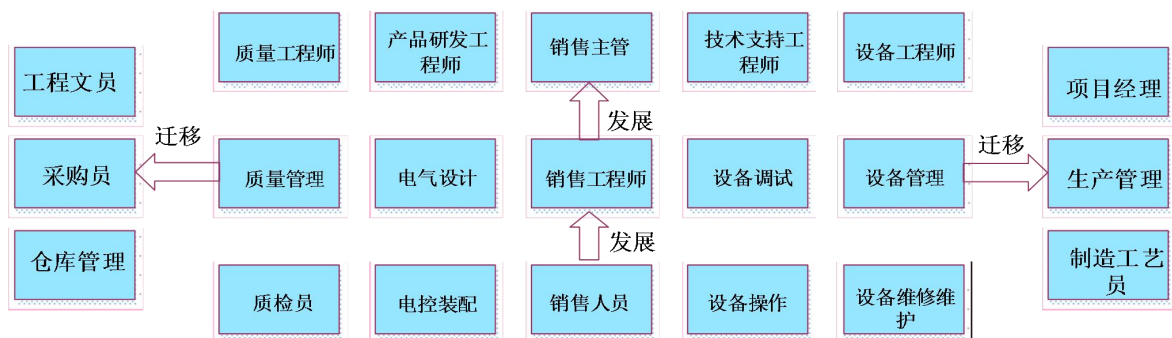 质量工程师
产品研发工
程师
销售主管
技术支持工
程师
设备工程师
工程文员
项目经理
发展
迁移
迁移
采购员
质量管理
电气设计
销售工程师
设备调试
设备管理
生产管理
发展
仓库管理
制造工艺
员
质检员
电控装配
销售人员
设备操作
设备维修维
护